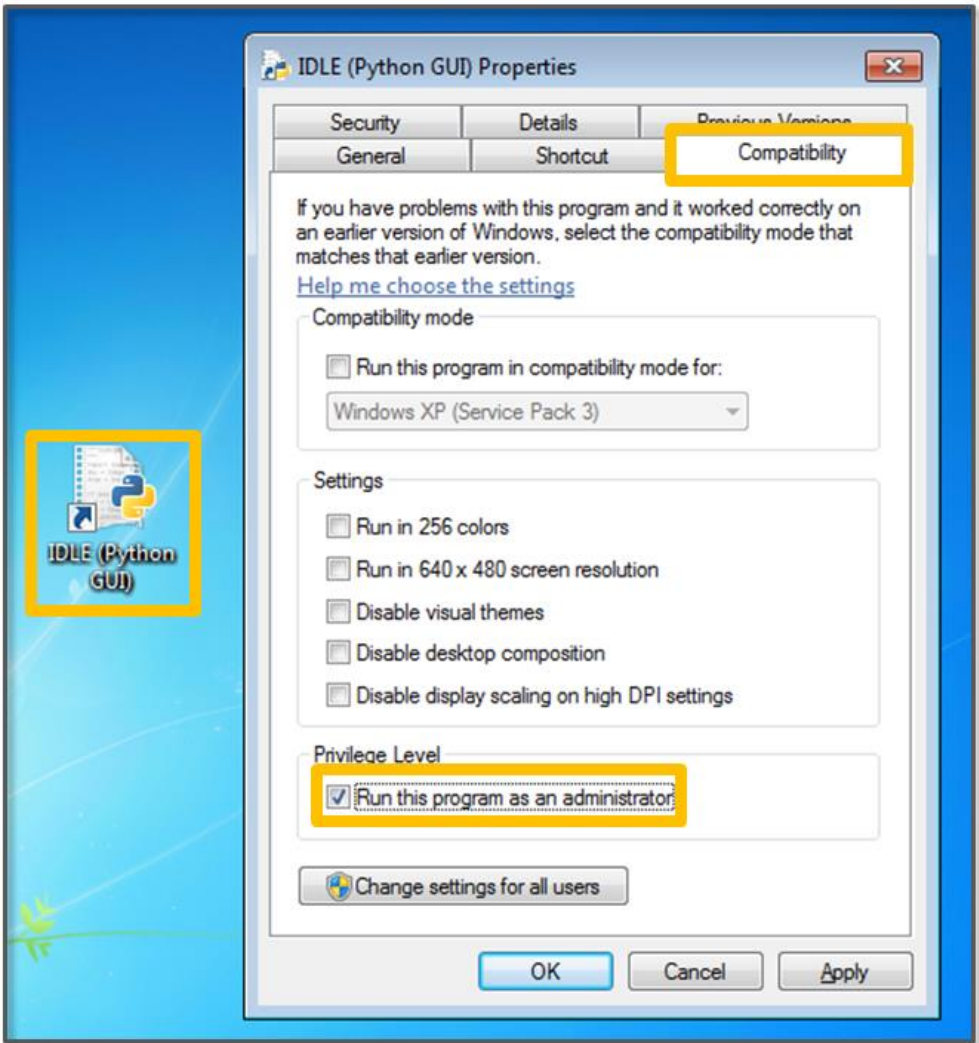 IDLE (Python GUI) Properties
Security Details Previous Versions
General Shortcut Compatibility
If you have problems with this program and it worked correctly on
an earlier version of Windows, select the compatibility mode that
matches that earlier version.
Help me choose the settings
Compatibility mode
Run this program in compatibility mode for:
Windows XP (Service Pack 3)
Settings
Run in 256 colors
Run in 640 x 480 screen resolution
Disable visual themes
Disable desktop composition
Disable display scaling on high DPI settings
Privilege Level
Run this program as an administrator
Change settings for all users
OK Cancel Apply
IDLE (Python
GUI)